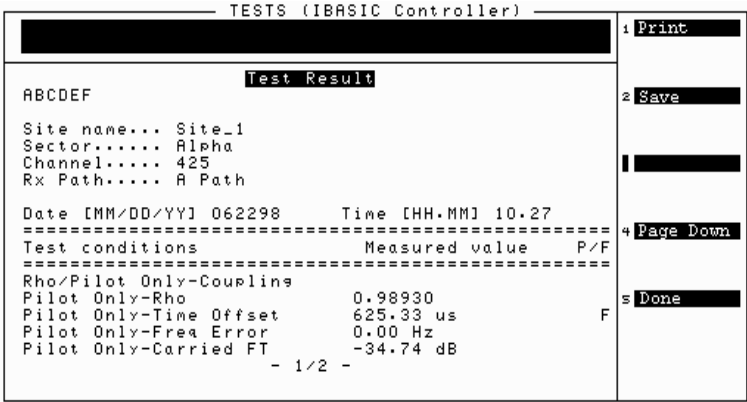 TESTS (IBASIC Controller)
Test Result
ABCDEF
Site name... Site_1
Sector...... Alpha
Channel..... 425
Rx Path..... A Path
Date [MM/DD/YY] 062298 Time [HH.MM] 10.27
==================================================
Test conditions Measured value P/F
==================================================
Rho/Pilot Only-Coupling
Pilot Only-Rho 0.98930
Pilot Only-Time Offset 625.33 us F
Pilot Only-Freq Error 0.00 Hz
Pilot Only-Carried FT -34.74 dB
- 1/2 -
1 Print
2 Save
4 Page Down
5 Done